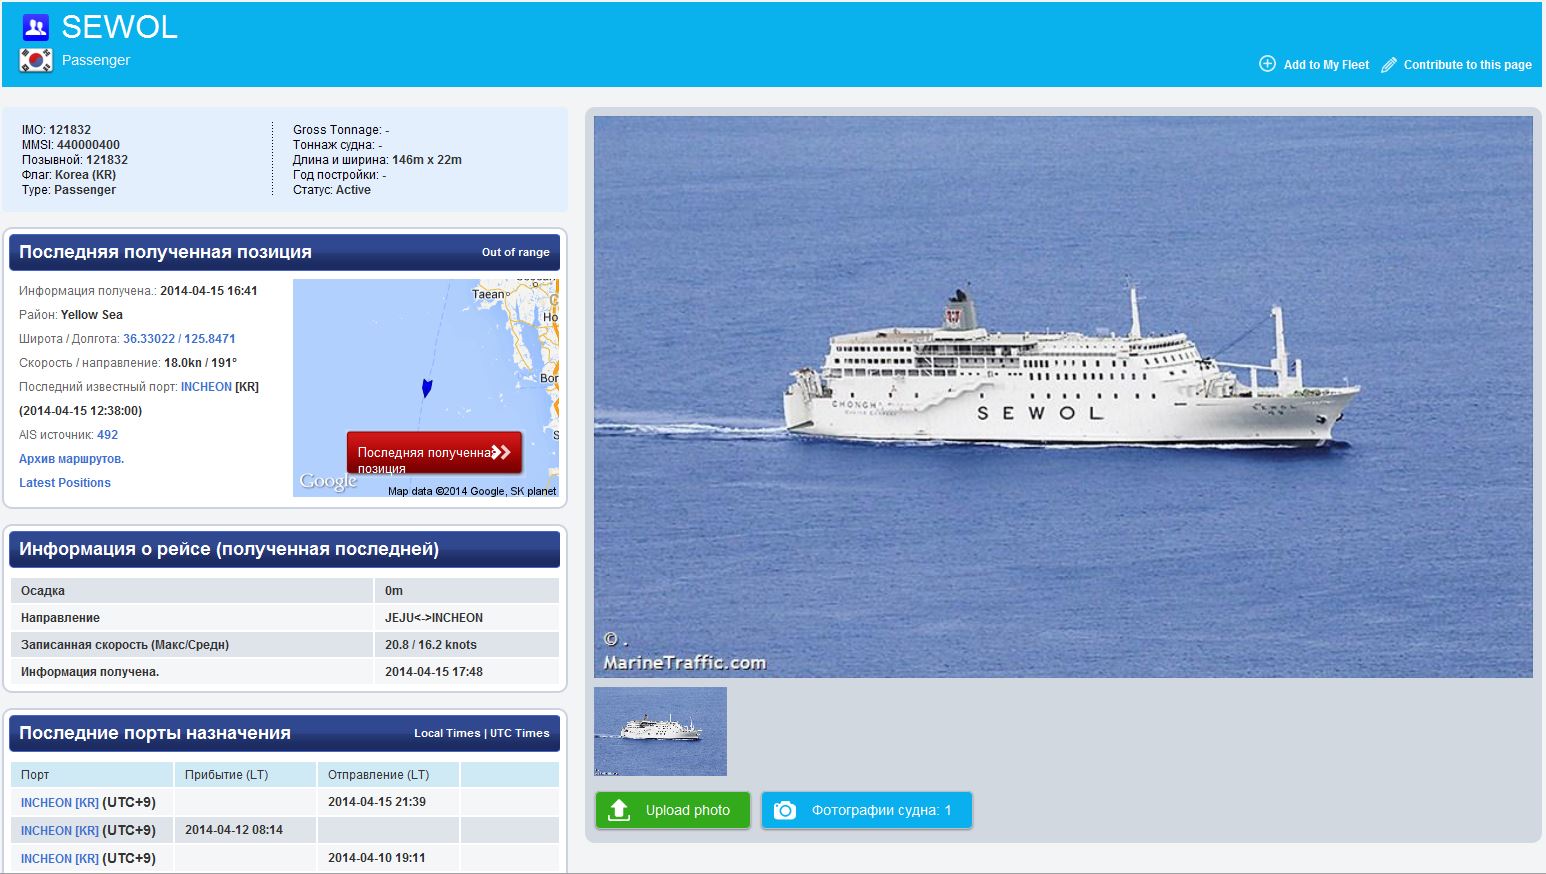 SEWOL
Passenger
Add to My Fleet
Contribute to this page
IMO: 121832
MMSI: 440000400
Позывной: 121832
Флаг: Korea (KR)
Type: Passenger
Gross Tonnage: -
Тоннаж судна: -
Длина и ширина: 146m x 22m
Год постройки: -
Статус: Active
Последняя полученная позиция
Out of range
Информация получена.: 2014-04-15 16:41
Район: Yellow Sea
Широта / Долгота: 36.33022 / 125.8471
Скорость / направление: 18.0kn / 191°
Последний известный порт: INCHEON [KR]
(2014-04-15 12:38:00)
AIS источник: 492
Архив маршрутов.
Latest Positions
Taean
Ho
Bor
Последняя полученная
позиция
Google
Map data ©2014 Google, SK planet
Информация о рейсе (полученная последней)
Осадка 0m
Направление JEJU<->INCHEON
Записанная скорость (Макс/Средн) 20.8 / 16.2 knots
Информация получена. 2014-04-15 17:48
Последние порты назначения
Local Times | UTC Times
Порт Прибытие (LT) Отправление (LT)
INCHEON [KR] (UTC+9) 2014-04-15 21:39
INCHEON [KR] (UTC+9) 2014-04-12 08:14
INCHEON [KR] (UTC+9) 2014-04-10 19:11
SEWOL
SEWOL
© .
MarineTraffic.com
Upload photo
Фотографии судна: 1